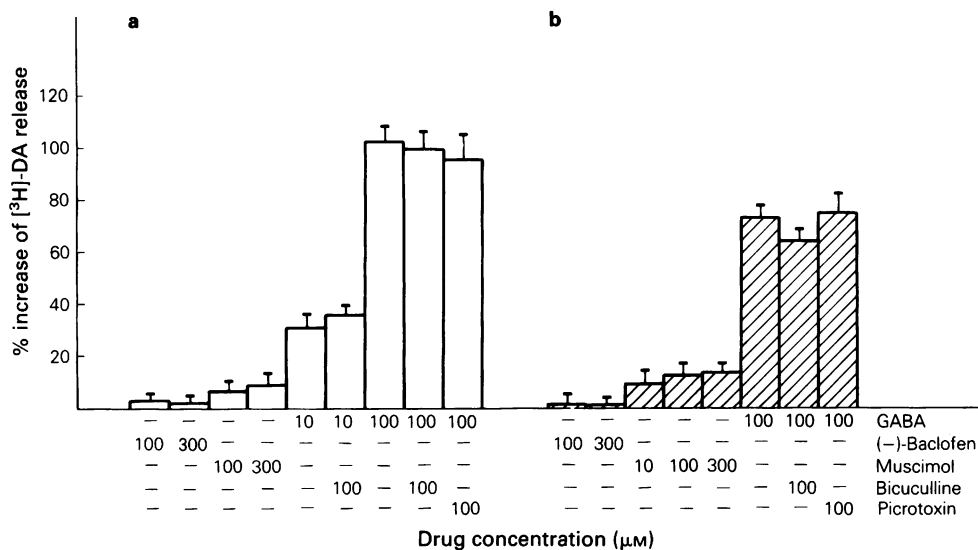 a b
120
100
80
60
40
20
% increase of [³H]-DA release
— — — — 10 10 100 100 100 — — — — — 100 100 100 GABA
100 300 — — — — — — — 100 300 — — — — — — (—)-Baclofen
— — 100 300 — — — — — — — 10 100 300 — — — Muscimol
— — — — — 100 — 100 — — — — — — — 100 — Bicuculline
— — — — — — — — 100 — — — — — — — 100 Picrotoxin
Drug concentration (μM)